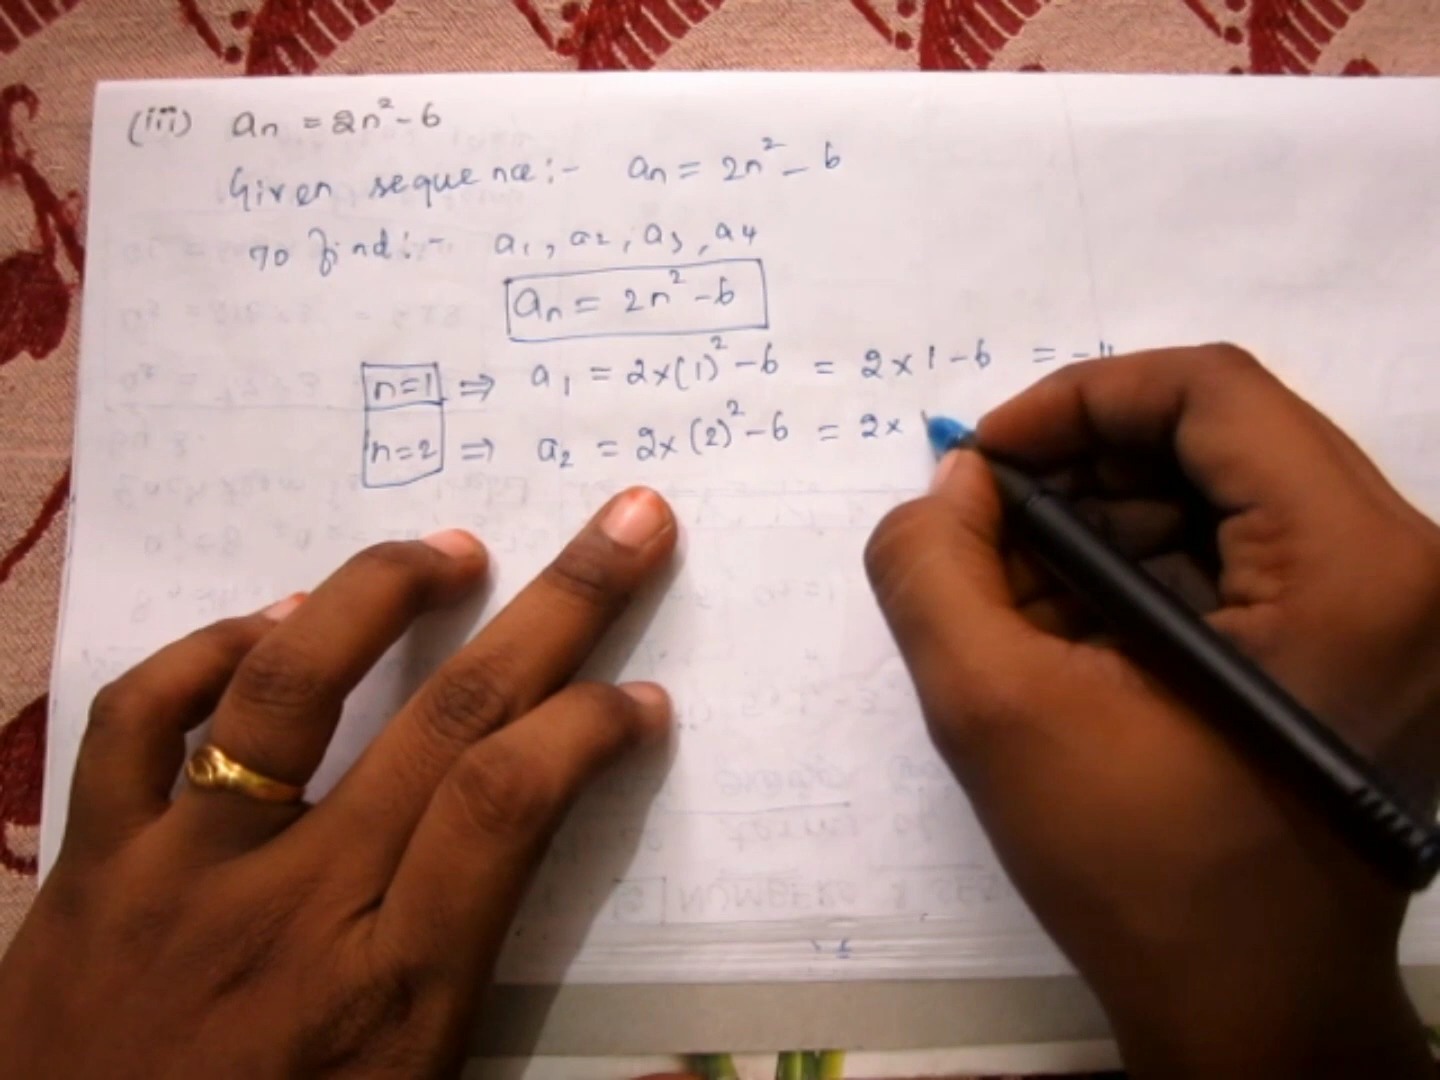 (iii) an = 2n² - 6
Given sequence:- an = 2n² - 6
To find:- a1, a2, a3, a4
an = 2n² - 6
n=1 ⇒ a1 = 2×(1)² - 6 = 2 × 1 - 6 = -4
n=2 ⇒ a2 = 2×(2)² - 6 = 2×